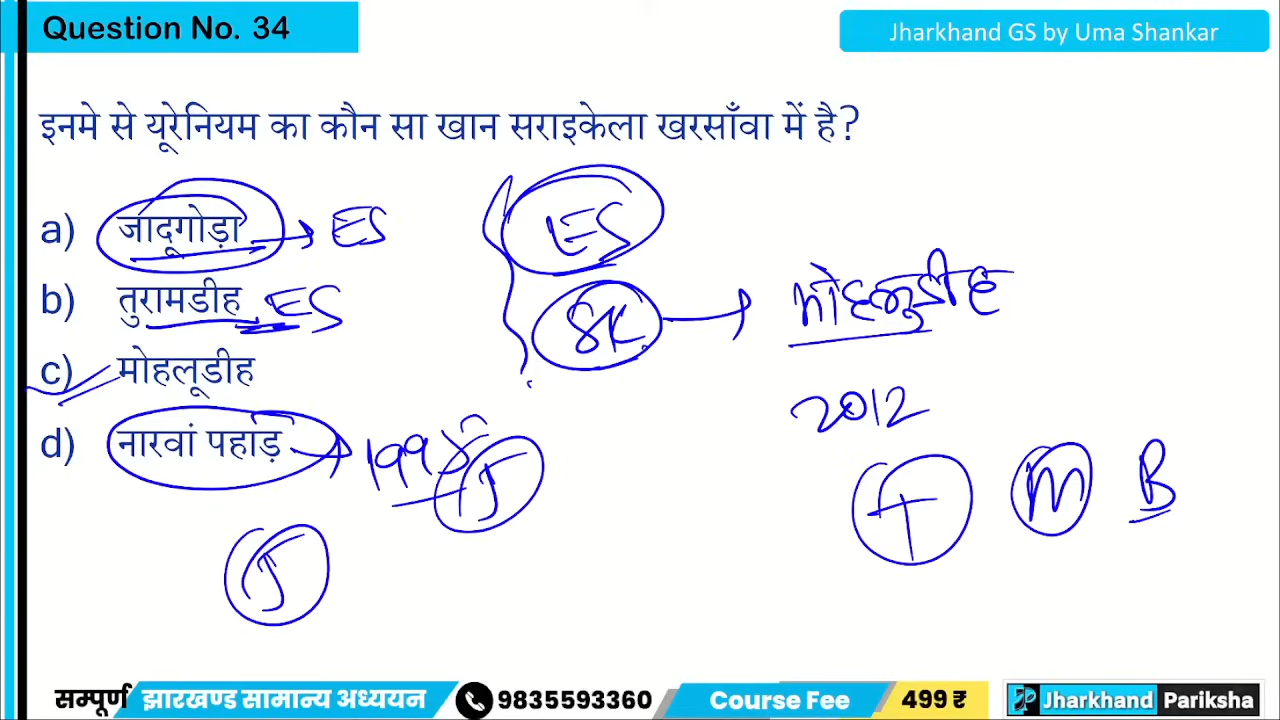 Question No. 34
Jharkhand GS by Uma Shankar
इनमे से यूरेनियम का कौन सा खान सराइकेला खरसाँवा में है?
a) जादूगोड़ा → ES
ES
b) तुरामडीह ES
SK → मोहलुडीह
c) मोहलूडीह
2012
d) नारवां पहाड़ →
J
T M B
J
सम्पूर्ण झारखण्ड सामान्य अध्ययन 9835593360 Course Fee 499 ₹ JP Jharkhand Pariksha